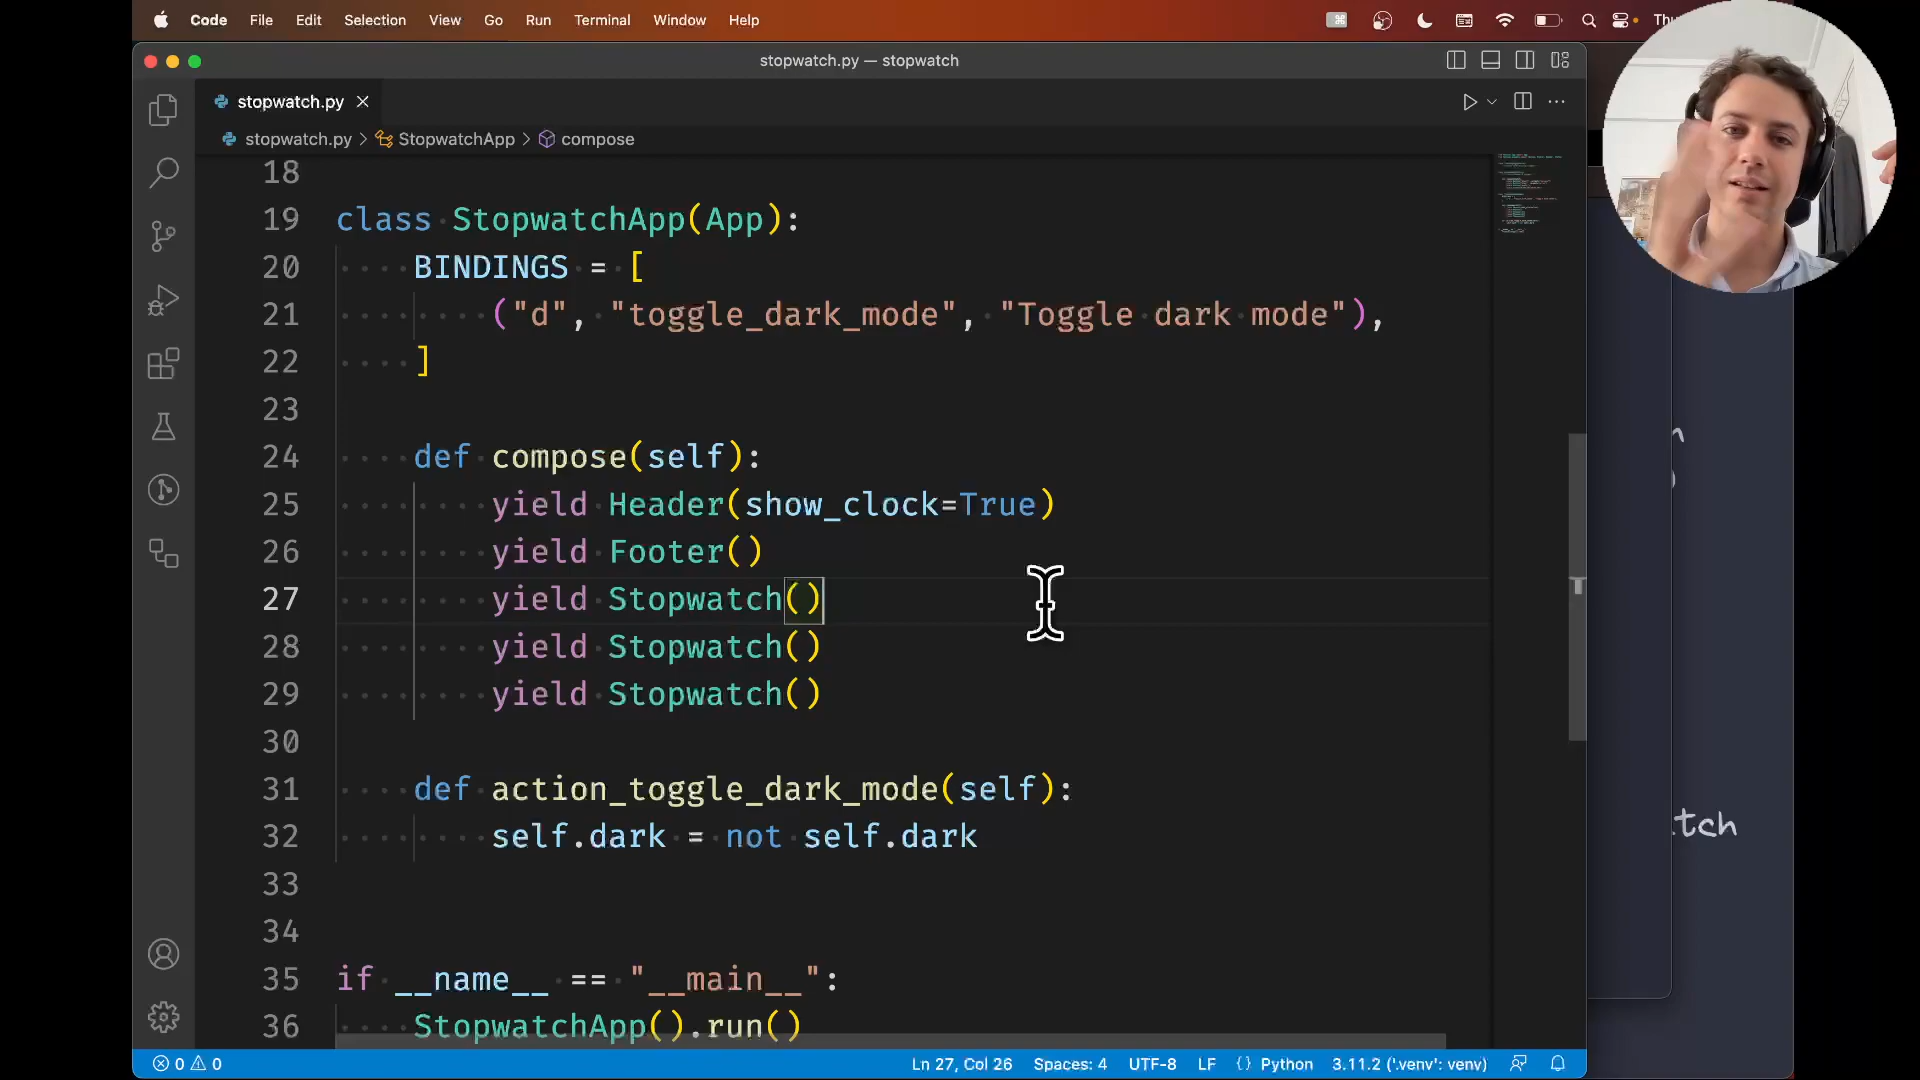 Code File Edit Selection View Go Run Terminal Window Help
stopwatch.py — stopwatch
stopwatch.py
stopwatch.py > StopwatchApp > compose
18
19 class StopwatchApp(App):
20 BINDINGS = [
21 ("d", "toggle_dark_mode", "Toggle dark mode"),
22 ]
23
24 def compose(self):
25 yield Header(show_clock=True)
26 yield Footer()
27 yield Stopwatch()
28 yield Stopwatch()
29 yield Stopwatch()
30
31 def action_toggle_dark_mode(self):
32 self.dark = not self.dark
33
34
35 if __name__ == "__main__":
36 StopwatchApp().run()
tch
0 0 Ln 27, Col 26 Spaces: 4 UTF-8 LF {} Python 3.11.2 ('.venv': venv)